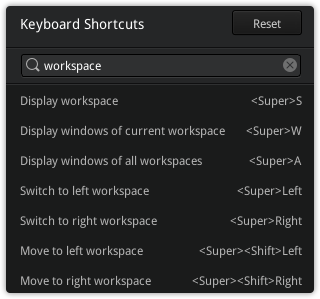 Keyboard Shortcuts Reset
workspace
Display workspace <Super>S
Display windows of current workspace <Super>W
Display windows of all workspaces <Super>A
Switch to left workspace <Super>Left
Switch to right workspace <Super>Right
Move to left workspace <Super><Shift>Left
Move to right workspace <Super><Shift>Right